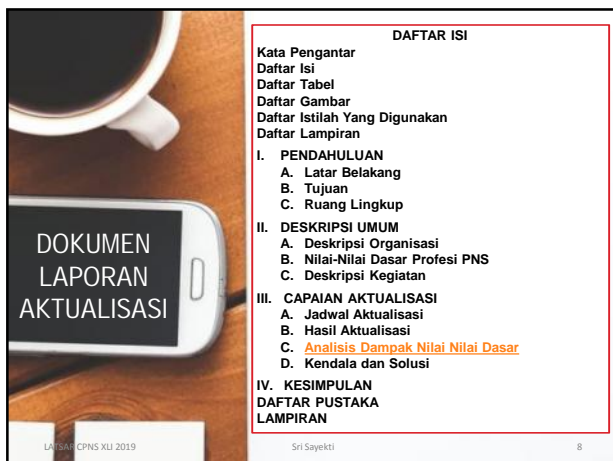 DOKUMEN
LAPORAN
AKTUALISASI
DAFTAR ISI
Kata Pengantar
Daftar Isi
Daftar Tabel
Daftar Gambar
Daftar Istilah Yang Digunakan
Daftar Lampiran
I. PENDAHULUAN
A. Latar Belakang
B. Tujuan
C. Ruang Lingkup
II. DESKRIPSI UMUM
A. Deskripsi Organisasi
B. Nilai-Nilai Dasar Profesi PNS
C. Deskripsi Kegiatan
III. CAPAIAN AKTUALISASI
A. Jadwal Aktualisasi
B. Hasil Aktualisasi
C. Analisis Dampak Nilai Nilai Dasar
D. Kendala dan Solusi
IV. KESIMPULAN
DAFTAR PUSTAKA
LAMPIRAN
LATSAR CPNS XLI 2019
Sri Sayekti
8